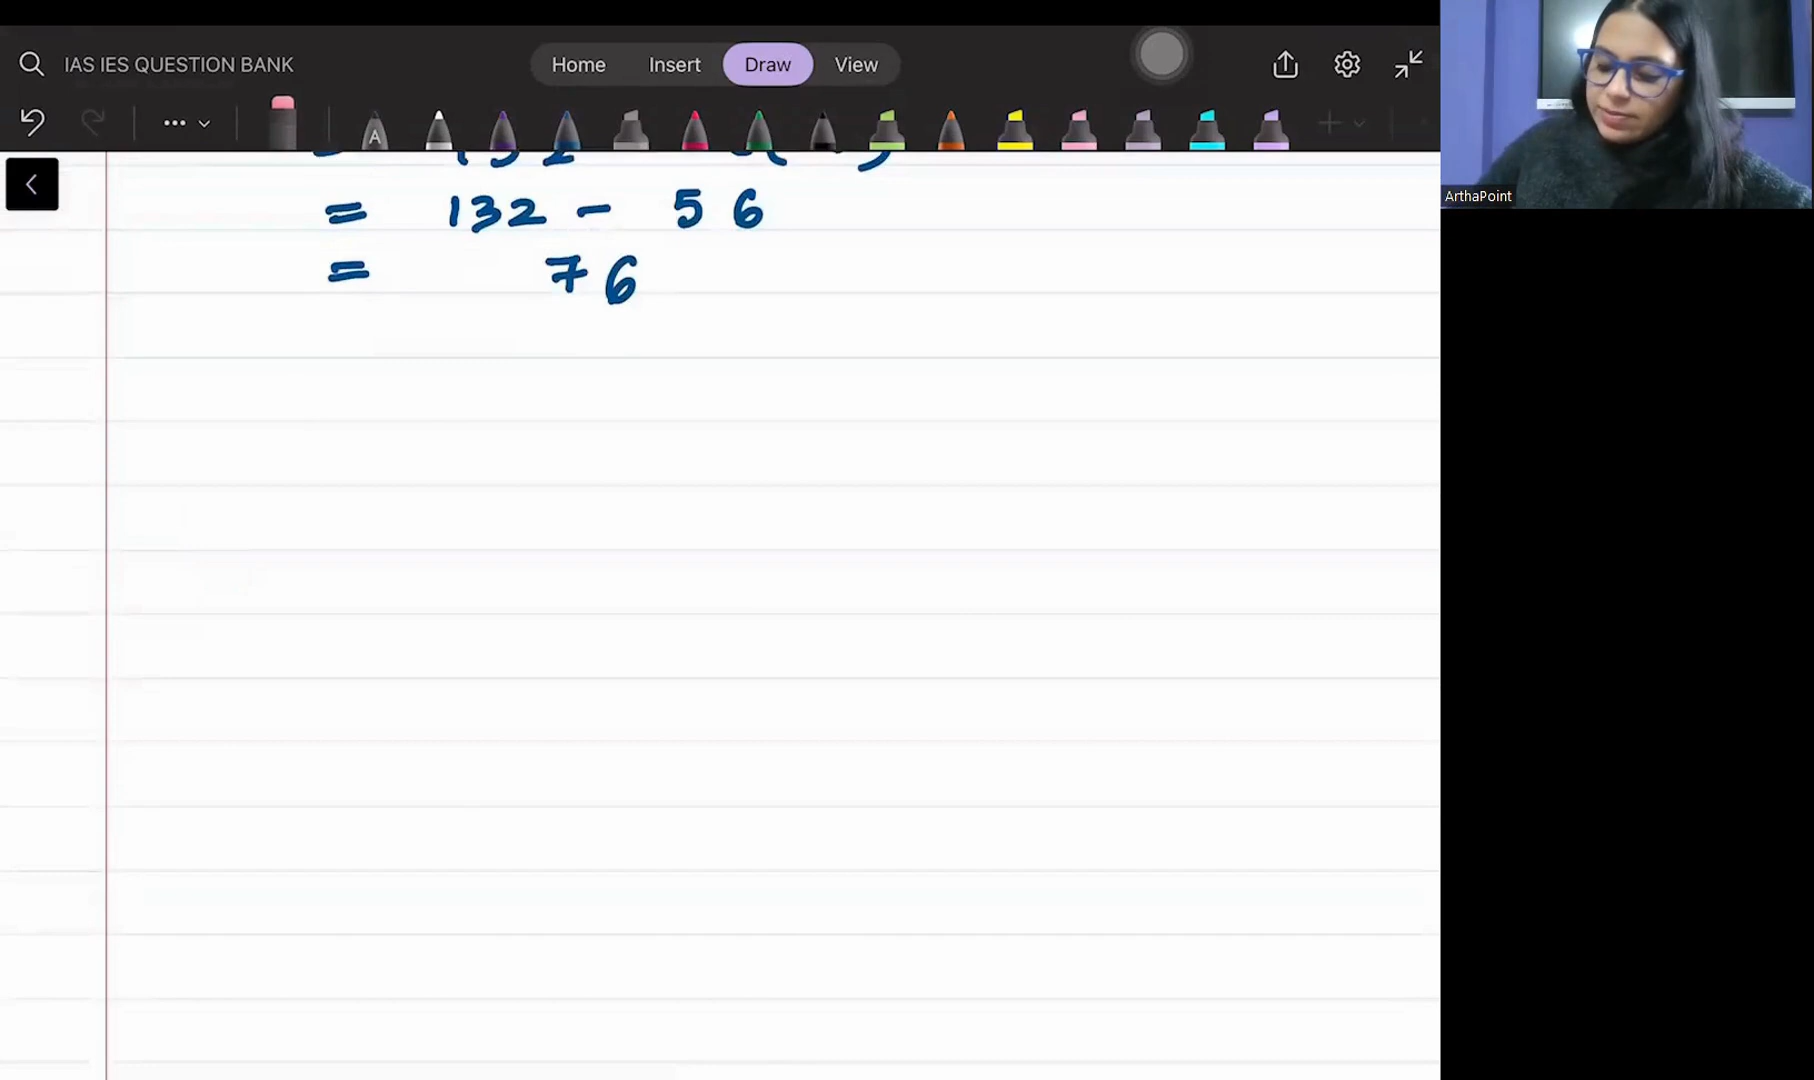 IAS IES QUESTION BANK
Home Insert Draw View
A
= 132 - 56
= 76
ArthaPoint